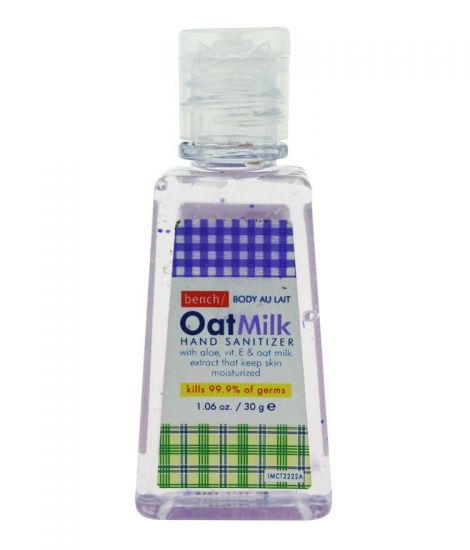 bench/ BODY AU LAIT
OatMilk
HAND SANITIZER
with aloe, vit. E & oat milk
extract that keep skin
moisturized
kills 99.9% of germs
1.06 oz. / 30 g e
IMCT2222A